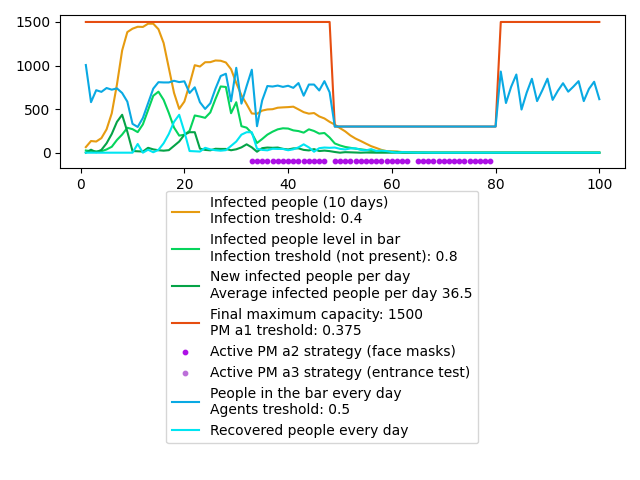 1500
1000
500
0
0
20
40
60
80
100
Infected people (10 days)
Infection treshold: 0.4
Infected people level in bar
Infection treshold (not present): 0.8
New infected people per day
Average infected people per day 36.5
Final maximum capacity: 1500
PM a1 treshold: 0.375
Active PM a2 strategy (face masks)
Active PM a3 strategy (entrance test)
People in the bar every day
Agents treshold: 0.5
Recovered people every day